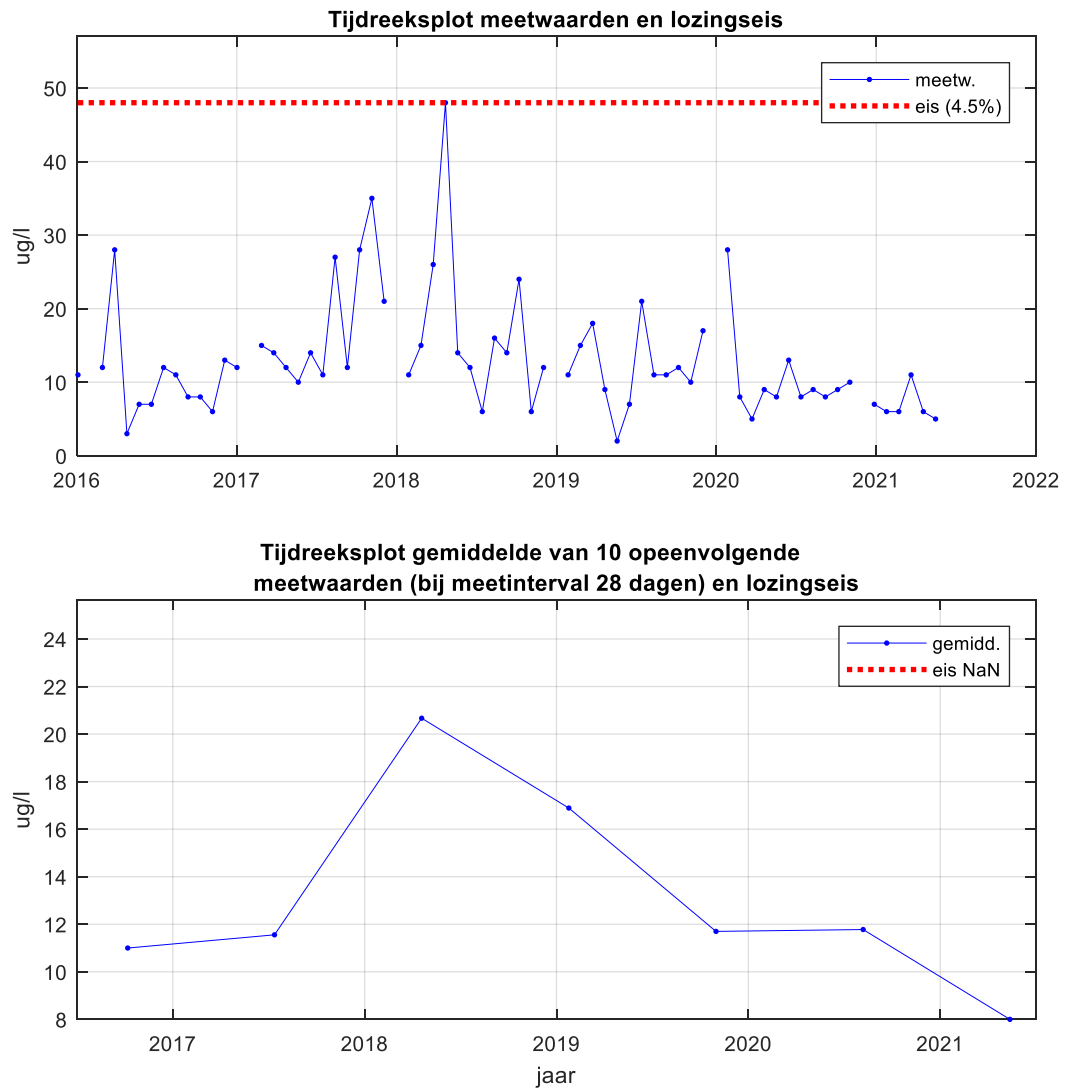 Tijdreeksplot meetwaarden en lozingseis
meetw.
eis (4.5%)
ug/l
50
40
30
20
10
0
2016 2017 2018 2019 2020 2021 2022
Tijdreeksplot gemiddelde van 10 opeenvolgende
meetwaarden (bij meetinterval 28 dagen) en lozingseis
gemidd.
eis NaN
ug/l
24
22
20
18
16
14
12
10
8
2017 2018 2019 2020 2021
jaar